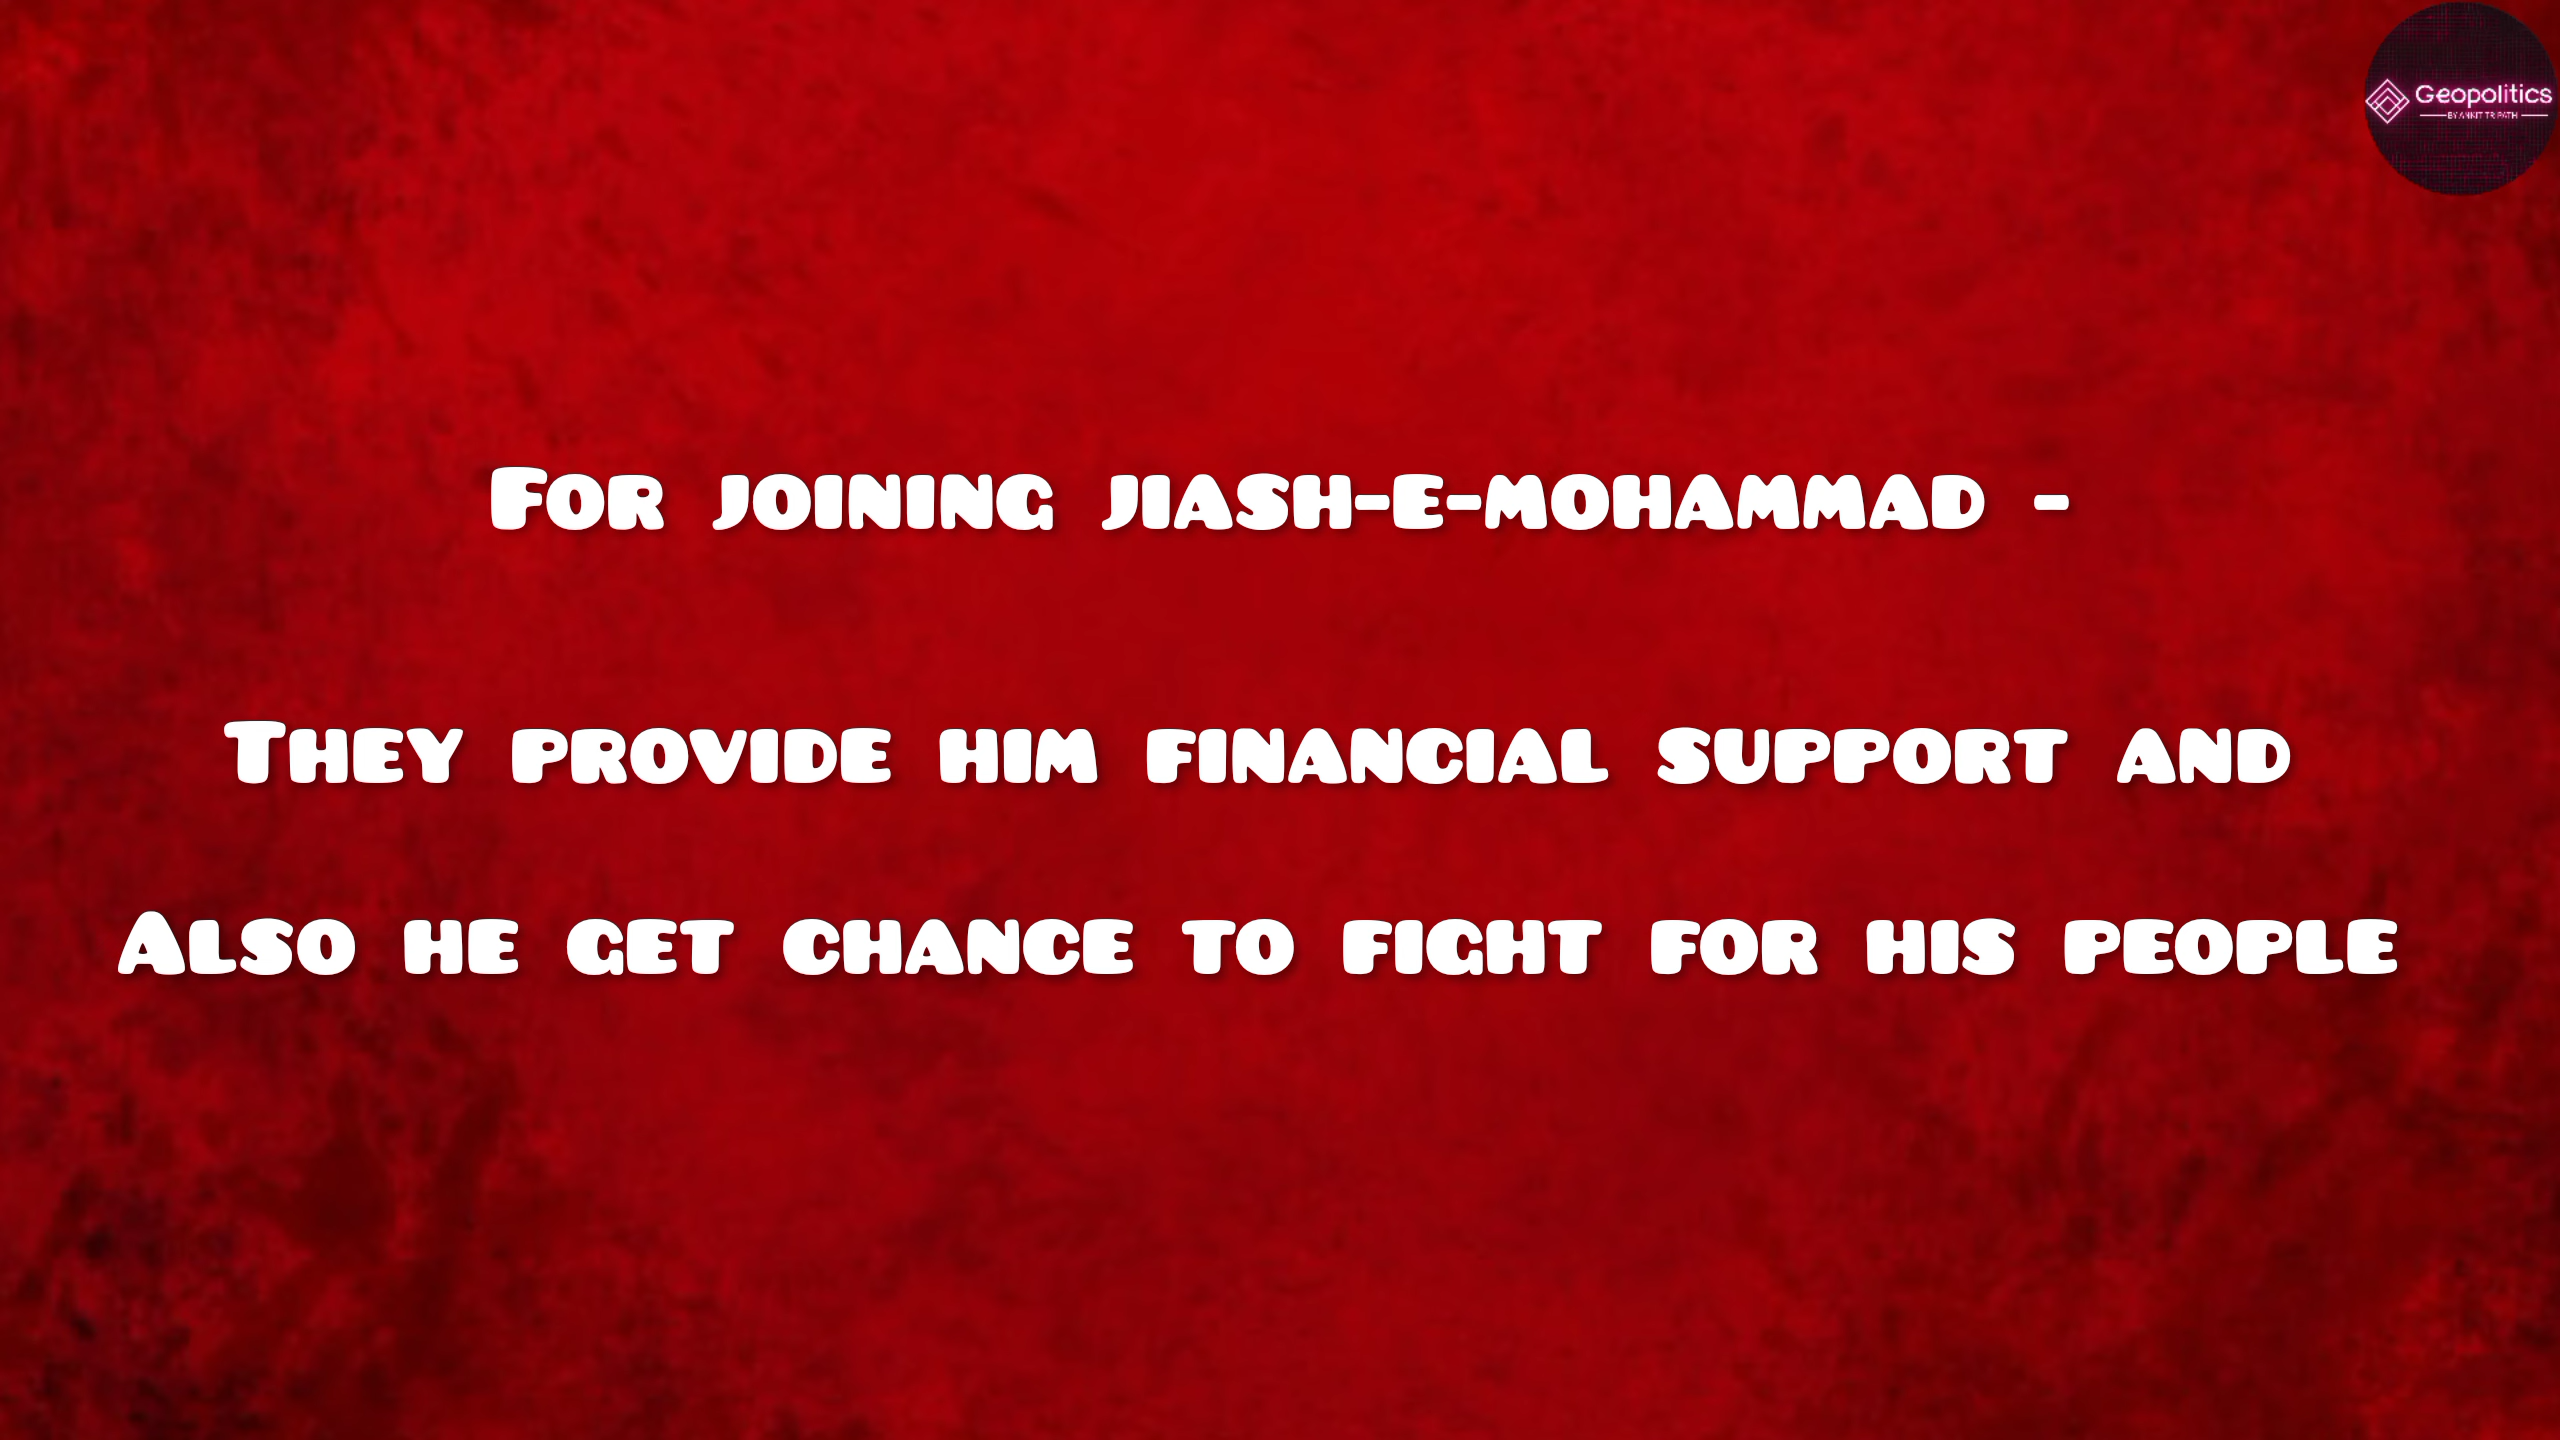 Geopolitics
For joining jiash-e-mohammad -
They provide him financial support and
Also he get chance to fight for his people